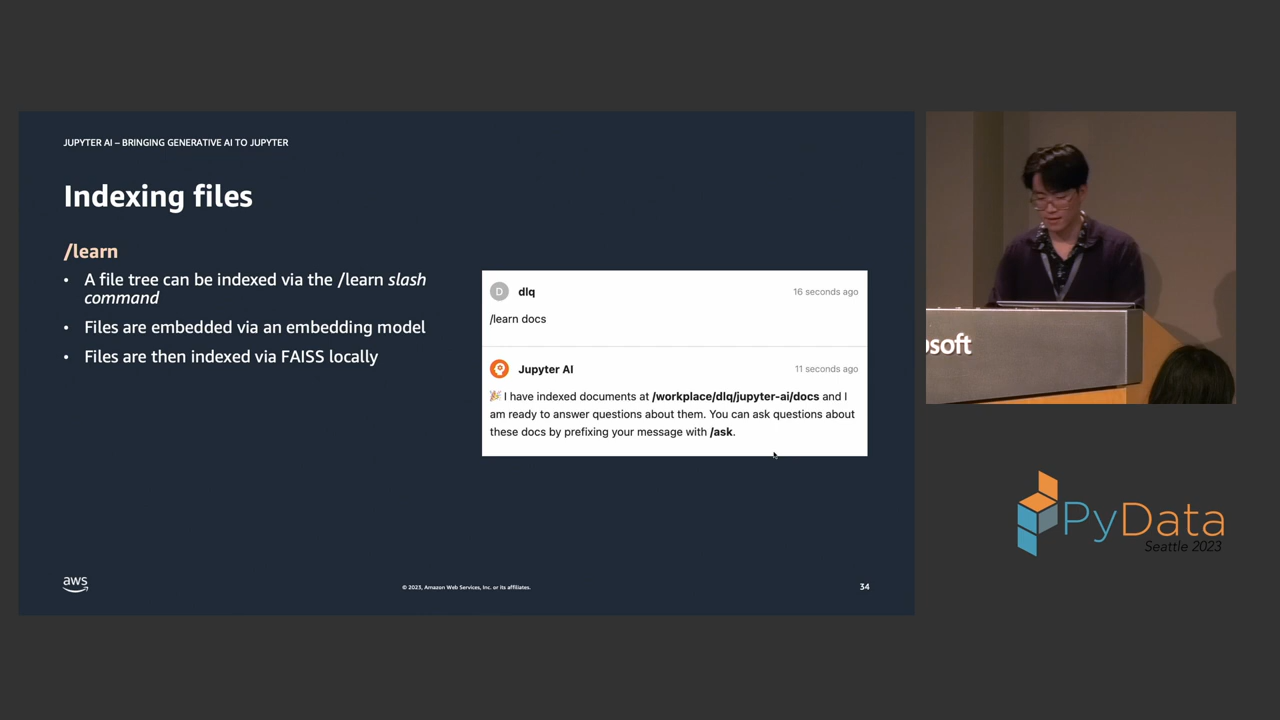 JUPYTER AI – BRINGING GENERATIVE AI TO JUPYTER
Indexing files
/learn
• A file tree can be indexed via the /learn slash
command
• Files are embedded via an embedding model
• Files are then indexed via FAISS locally
D dlq 16 seconds ago
/learn docs
Jupyter AI 11 seconds ago
🎉 I have indexed documents at /workplace/dlq/jupyter-ai/docs and I
am ready to answer questions about them. You can ask questions about
these docs by prefixing your message with /ask.
aws
© 2023, Amazon Web Services, Inc. or its affiliates.
34
osoft
PyData
Seattle 2023